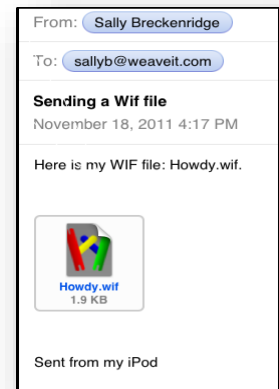 From: Sally Breckenridge
To: sallyb@weaveit.com
Sending a Wif file
November 18, 2011 4:17 PM
Here is my WIF file: Howdy.wif.
Howdy.wif
1.9 KB
Sent from my iPod